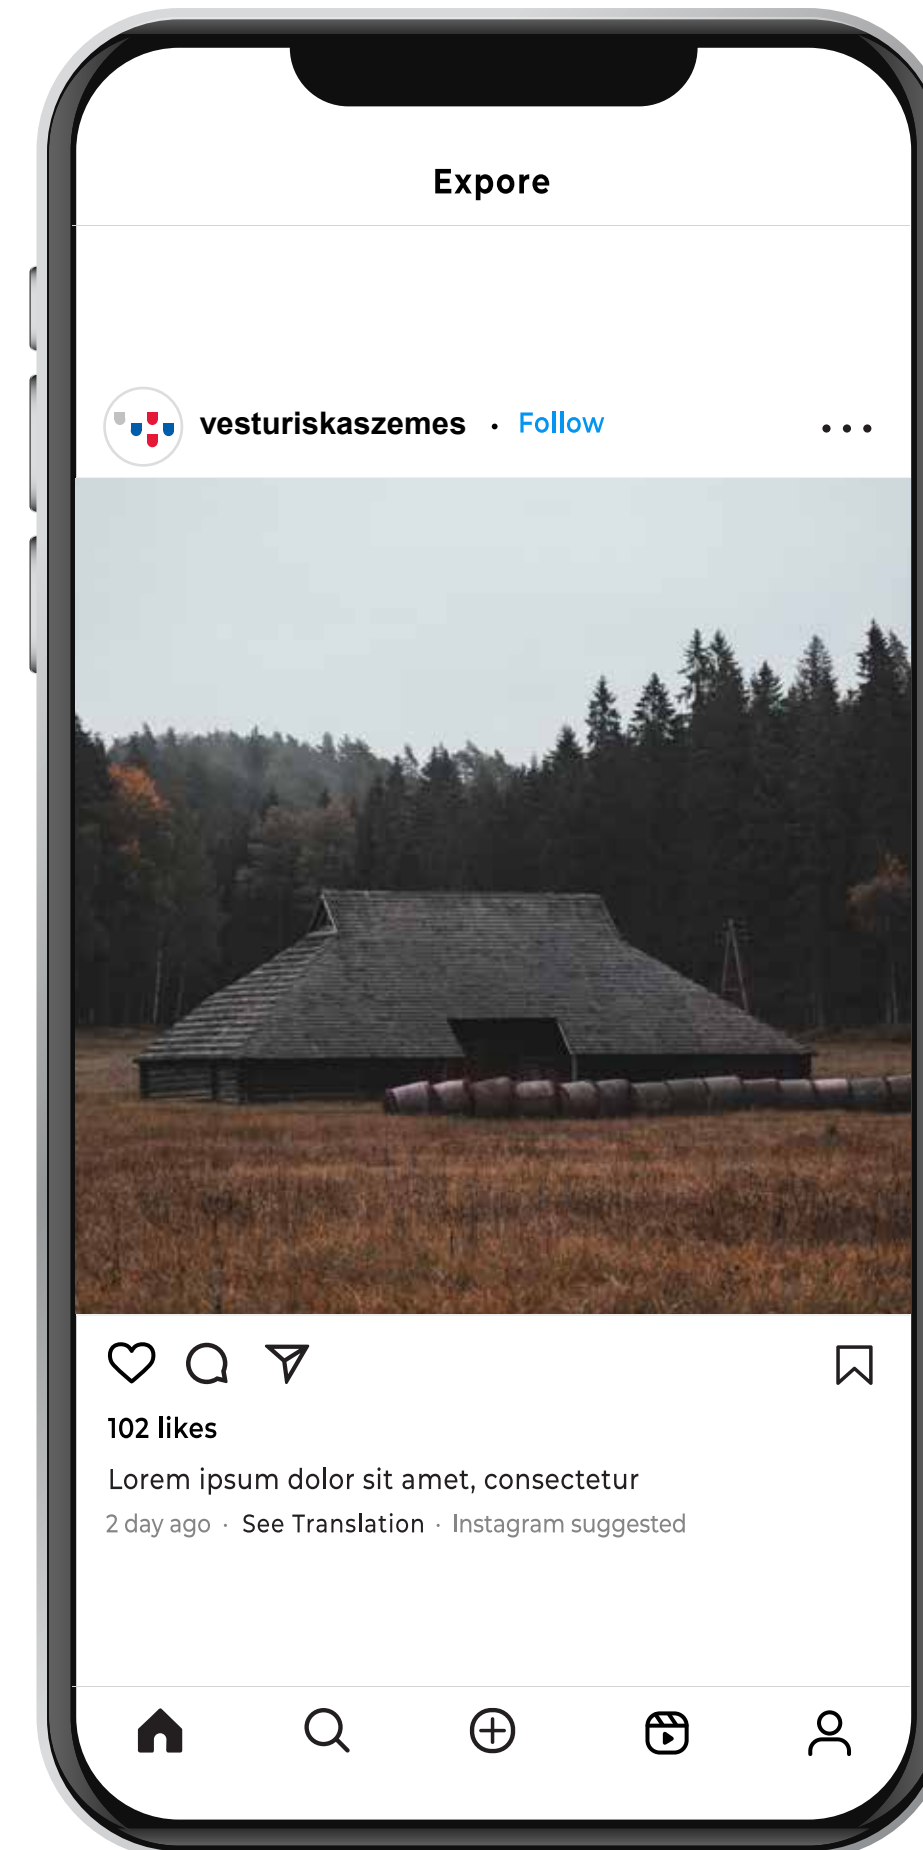 Expore
vesturiskaszemes · Follow
102 likes
Lorem ipsum dolor sit amet, consectetur
2 day ago · See Translation · Instagram suggested